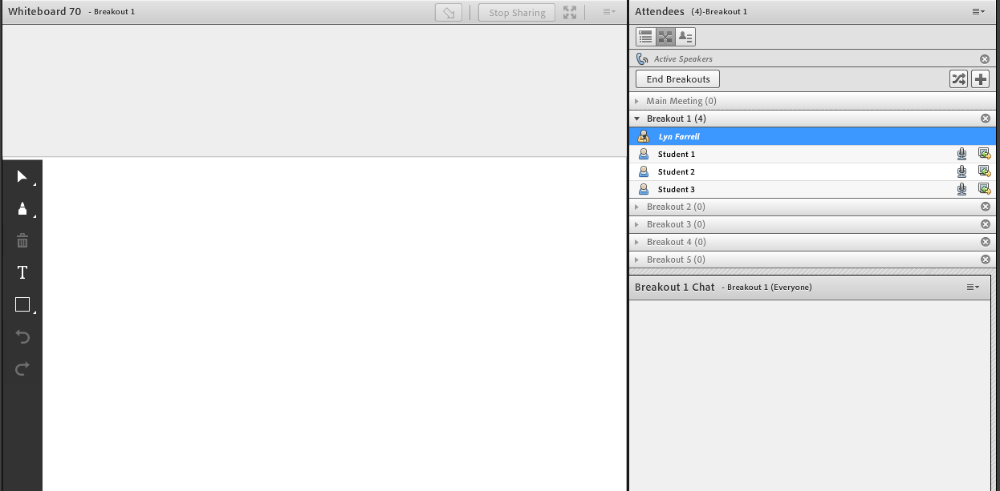 Whiteboard 70 - Breakout 1
Stop Sharing
T
Attendees (4)-Breakout 1
Active Speakers
End Breakouts
Main Meeting (0)
Breakout 1 (4)
Lyn Farrell
Student 1
Student 2
Student 3
Breakout 2 (0)
Breakout 3 (0)
Breakout 4 (0)
Breakout 5 (0)
Breakout 1 Chat - Breakout 1 (Everyone)